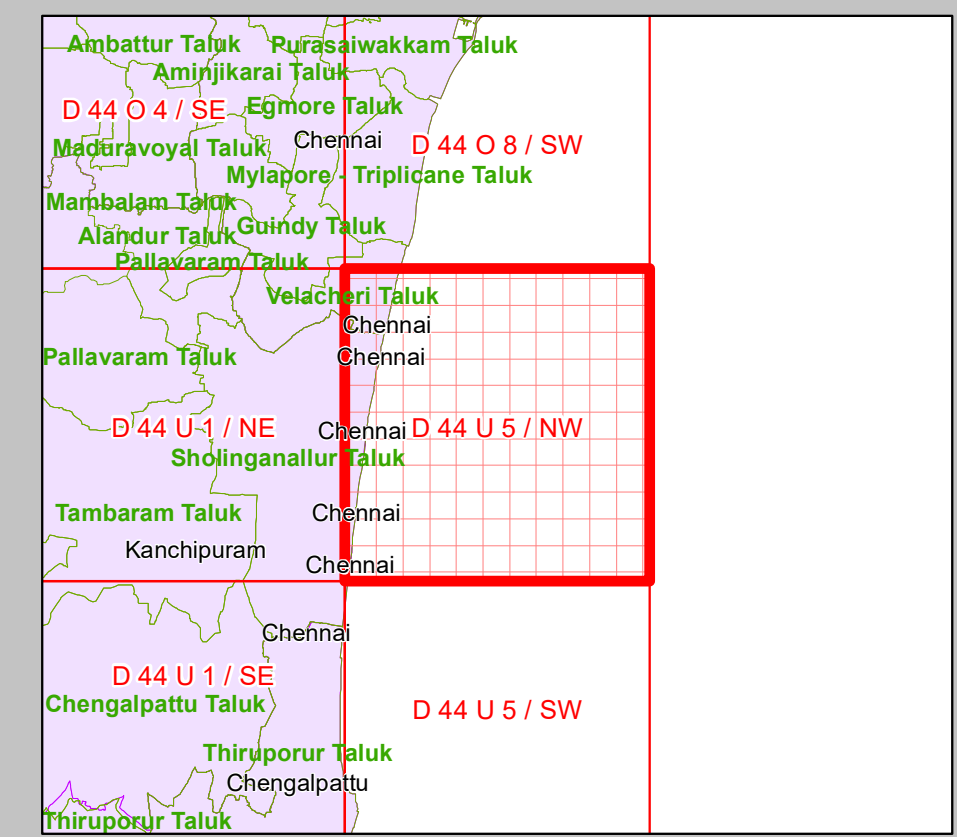 Ambattur Taluk
Purasaiwakkam Taluk
Aminjikarai Taluk
D 44 O 4 / SE
Egmore Taluk
Chennai
D 44 O 8 / SW
Maduravoyal Taluk
Mylapore - Triplicane Taluk
Mambalam Taluk
Guindy Taluk
Alandur Taluk
Pallavaram Taluk
Velacheri Taluk
Chennai
Pallavaram Taluk
Chennai
D 44 U 1 / NE
Chennai
D 44 U 5 / NW
Sholinganallur Taluk
Tambaram Taluk
Chennai
Kanchipuram
Chennai
Chennai
D 44 U 1 / SE
Chengalpattu Taluk
D 44 U 5 / SW
Thiruporur Taluk
Chengalpattu
Thiruporur Taluk